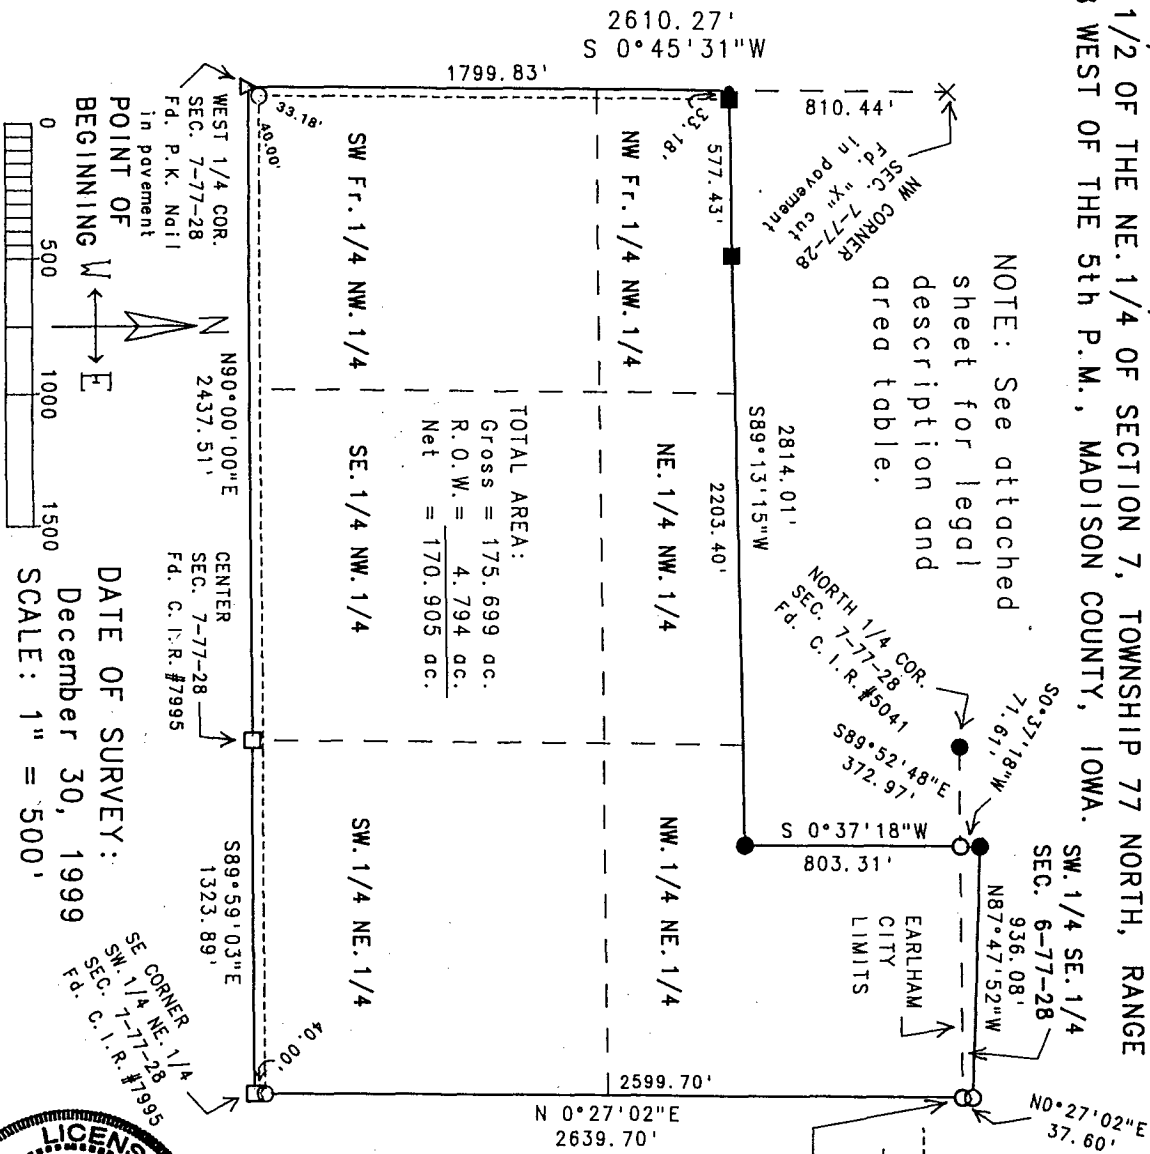 1/2 OF THE NE.1/4 OF SECTION 7, TOWNSHIP 77 NORTH, RANGE
WEST OF THE 5th P.M., MADISON COUNTY, IOWA.
2610.27'
S 0°45'31"W
1799.83'
810.44'
NW CORNER
SEC. 7-77-28
Fd. "X" cut
in pavement
33.18'
577.43'
NOTE: See attached
sheet for legal
description and
area table.
2814.01'
S89°13'15"W
2203.40'
NORTH 1/4 COR.
SEC. 7-77-28
Fd. C.I.R. #5041
S0°37'18"W
71.61'
S89°52'48"E
372.97'
S 0°37'18"W
803.31'
SW.1/4 SE.1/4
SEC. 6-77-28
936.08'
N87°47'52"W
EARLHAM
CITY
LIMITS
N0°27'02"E
37.60'
2599.70'
N 0°27'02"E
2639.70'
NW Fr.1/4 NW.1/4
NE.1/4 NW.1/4
NW.1/4 NE.1/4
SW Fr.1/4 NW.1/4
SE.1/4 NW.1/4
SW.1/4 NE.1/4
TOTAL AREA:
Gross = 175.699 ac.
R.O.W. = 4.794 ac.
Net = 170.905 ac.
33.18'
40.00'
40.00'
WEST 1/4 COR.
SEC. 7-77-28
Fd. P.K. Nail
in pavement
POINT OF
BEGINNING
N
W
E
N90°00'00"E
2437.51'
CENTER
SEC. 7-77-28
Fd. C.I.R. #7995
S89°59'03"E
1323.89'
SE CORNER
SW.1/4 NE.1/4
SEC. 7-77-28
Fd. C.I.R. #7995
0 500 1000 1500
DATE OF SURVEY:
December 30, 1999
SCALE: 1" = 500'
LICENS